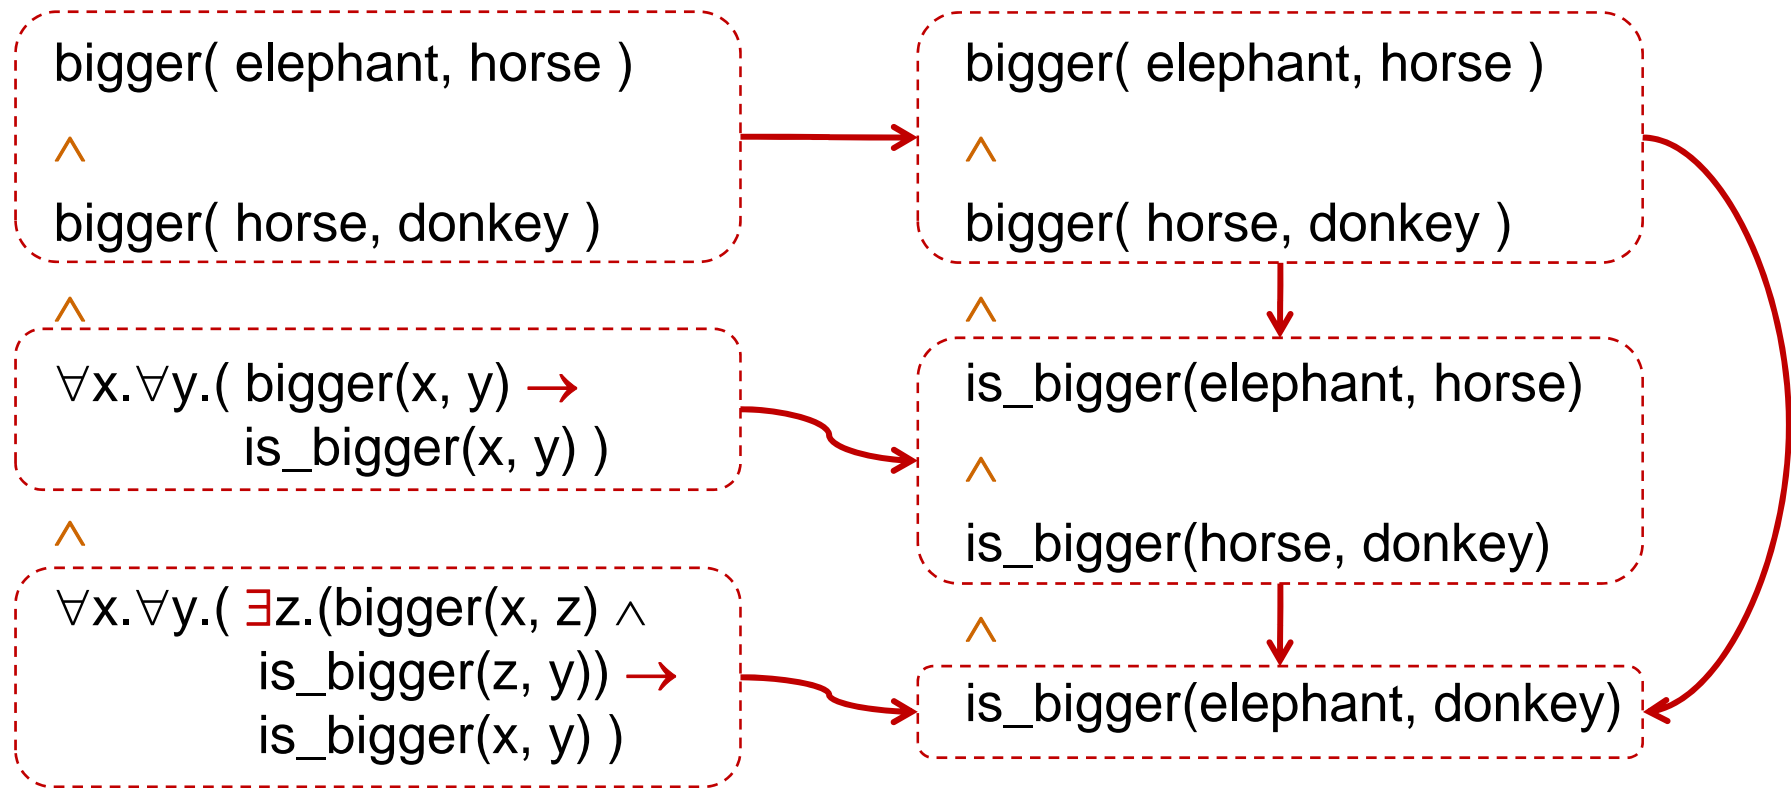 bigger( elephant, horse )
∧
bigger( horse, donkey )
∧
∀x.∀y.( bigger(x, y) →
is_bigger(x, y) )
∧
∀x.∀y.( ∃z.(bigger(x, z) ∧
is_bigger(z, y)) →
is_bigger(x, y) )
bigger( elephant, horse )
∧
bigger( horse, donkey )
∧
is_bigger(elephant, horse)
∧
is_bigger(horse, donkey)
∧
is_bigger(elephant, donkey)